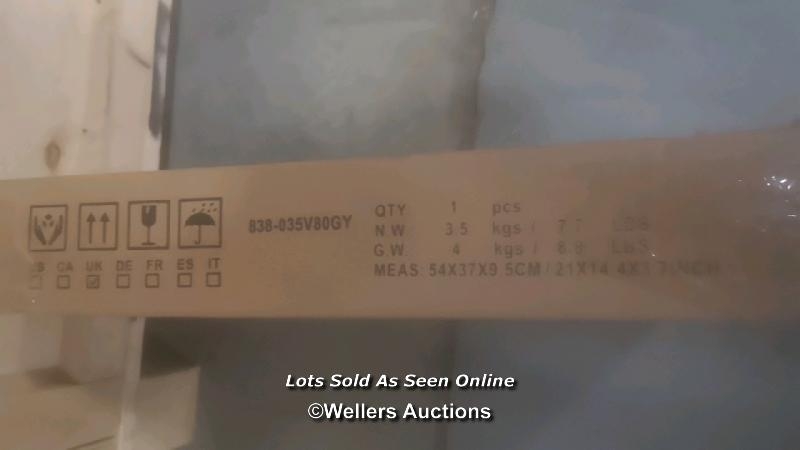 838-035V80GY
QTY 1 pcs
N.W 3.5 kgs / 7.7 LBS
G.W. 4 kgs / 8.8 LBS
MEAS: 54X37X9 5CM / 21X14 4X3 7INCH
CA UK DE FR ES IT
Lots Sold As Seen Online
©Wellers Auctions